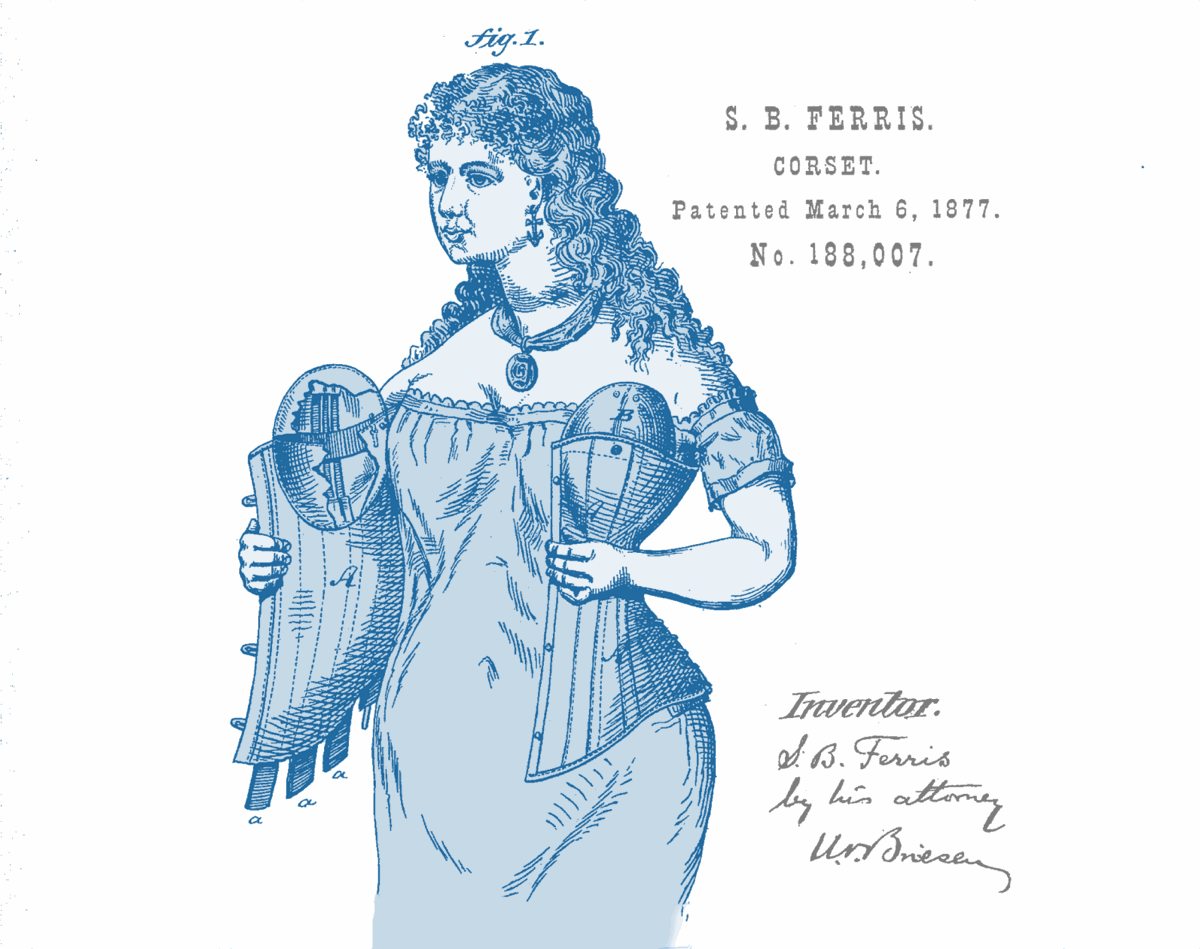 fig. 1.
S. B. FERRIS.
CORSET.
Patented March 6, 1877.
No. 188,007.
B
A
a
a
a
Inventor.
S. B. Ferris
by his attorney